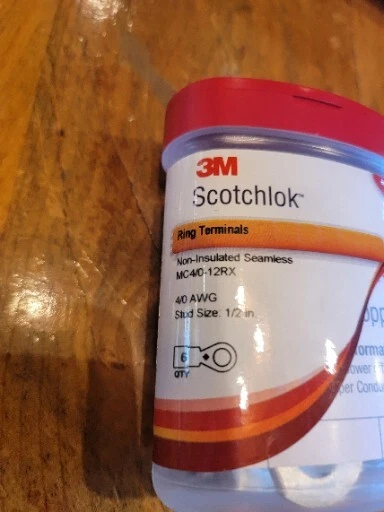 3M
Scotchlok™
Ring Terminals
Non-Insulated Seamless
MC4/0-12RX
4/0 AWG
Stud Size: 1/2 in.
6
QTY